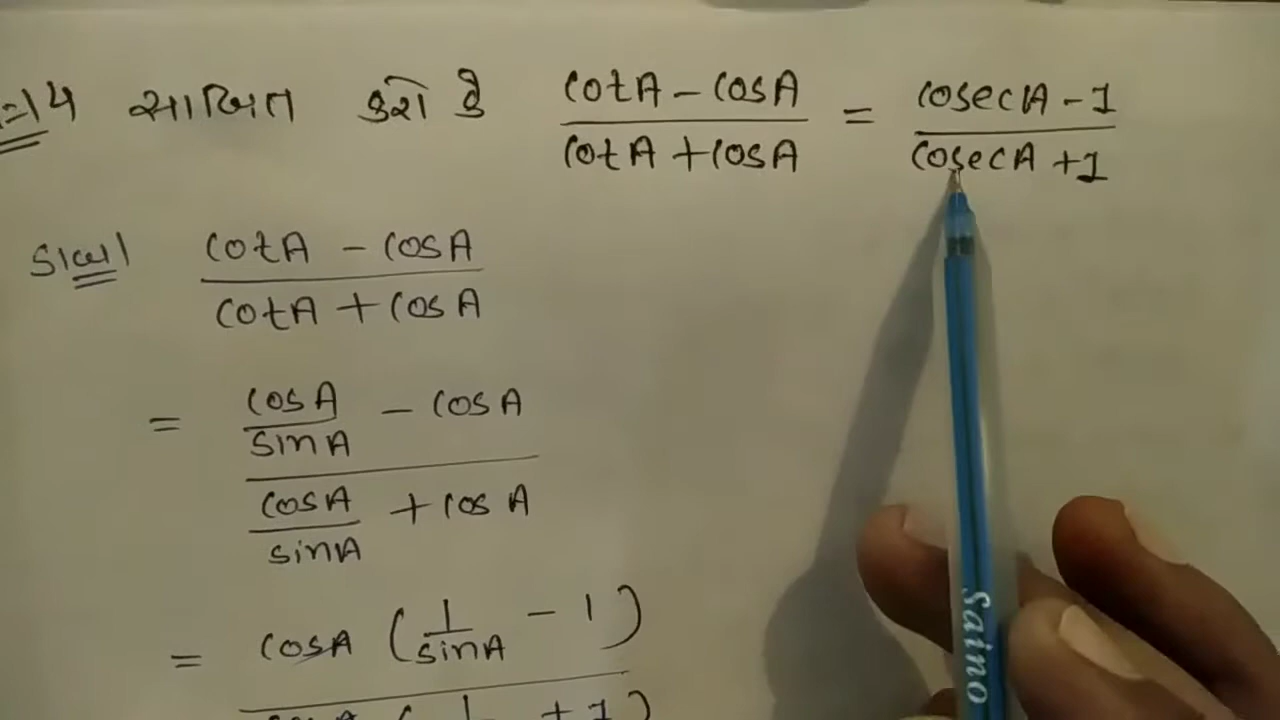 =14 સાબિત કરો કે cotA - cosA / cotA + cosA = cosecA - 1 / cosecA + 1
cotA - cosA / cotA + cosA
= cosA / sinA - cosA / cosA / sinA + cosA
= cosA ( 1 / sinA - 1 )
+ 1 )
Saino